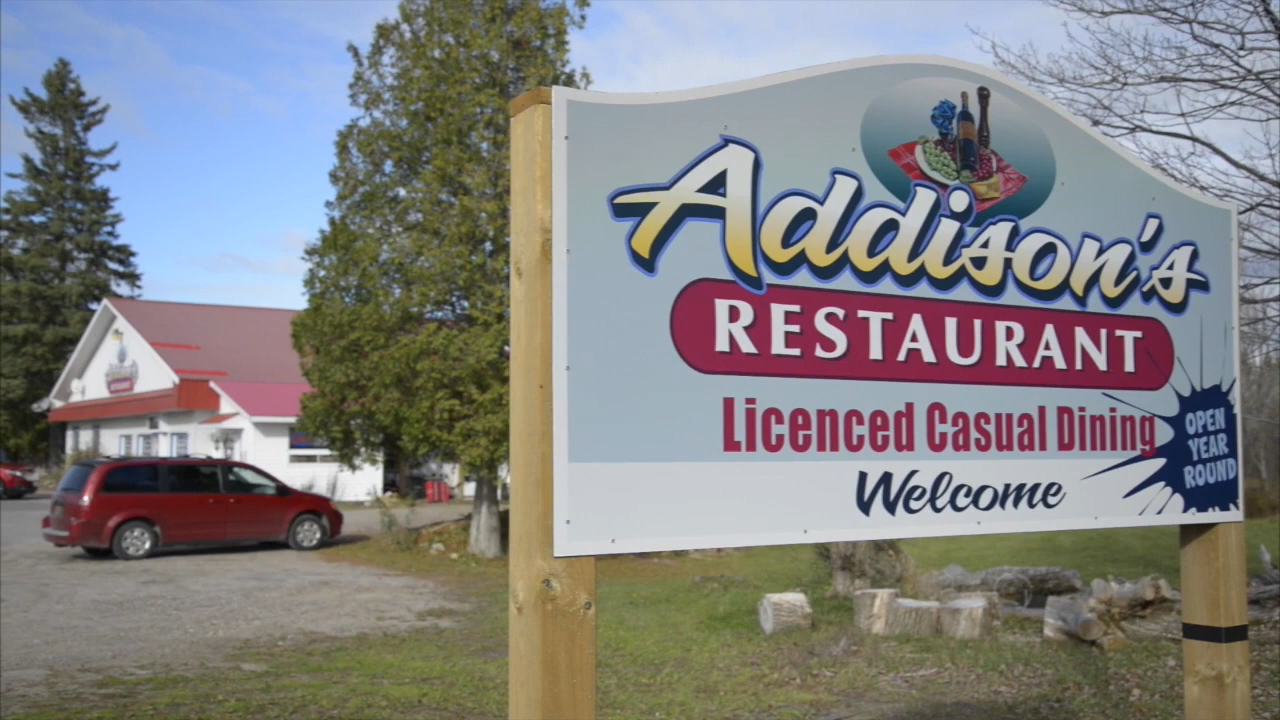 Addison's
RESTAURANT
Licenced Casual Dining
Welcome
OPEN
YEAR
ROUND